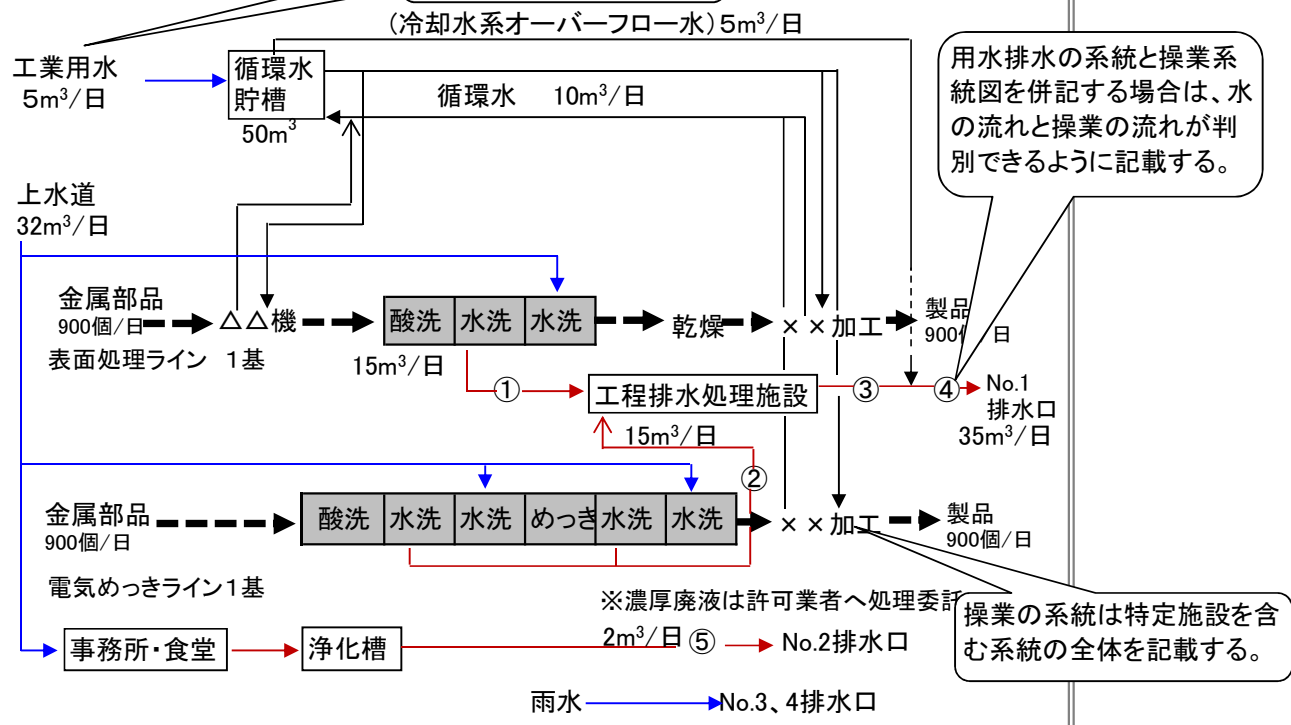 (冷却水系オーバーフロー水)5m³/日
工業用水
5m³/日
循環水
貯槽
50m³
循環水 10m³/日
用水排水の系統と操業系
統図を併記する場合は、水
の流れと操業の流れが判
別できるように記載する。
上水道
32m³/日
金属部品
900個/日
△△機
酸洗
水洗
水洗
乾燥
××加工
製品
表面処理ライン 1基
15m³/日
①
工程排水処理施設
③
④
No.1
排水口
35m³/日
15m³/日
②
金属部品
900個/日
酸洗
水洗
水洗
めっき
水洗
水洗
××加工
製品
900個/日
電気めっきライン1基
※濃厚廃液は許可業者へ処理委託
操業の系統は特定施設を含
む系統の全体を記載する。
事務所・食堂
浄化槽
2m³/日
⑤
No.2排水口
雨水
No.3、4排水口